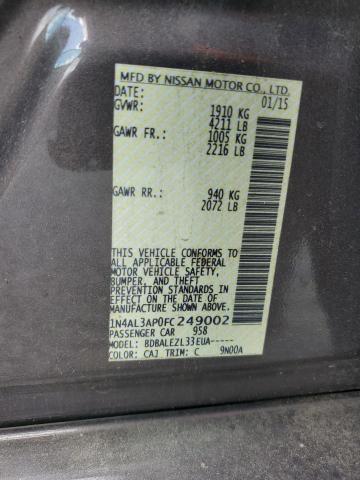 MFD BY NISSAN MOTOR CO., LTD.
DATE: 01/15
GVWR: 1910 KG
4211 LB
GAWR FR.: 1005 KG
2216 LB
GAWR RR.: 940 KG
2072 LB
THIS VEHICLE CONFORMS TO
ALL APPLICABLE FEDERAL
MOTOR VEHICLE SAFETY,
BUMPER, AND THEFT
PREVENTION STANDARDS IN
EFFECT ON THE DATE OF
MANUFACTURE SHOWN ABOVE.
1N4AL3AP0FC249002
PASSENGER CAR 958
MODEL: BDBALEZL33EUA-----
COLOR: CAJ TRIM: C 9N00A